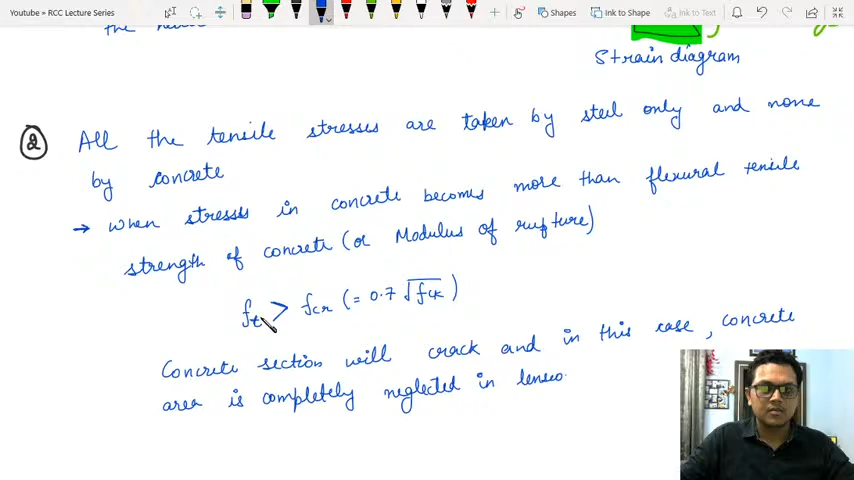 Youtube » RCC Lecture Series
Shapes
Ink to Shape
Ink to Text
the
Strain diagram
2
All the tensile stresses are taken by steel only and none
by concrete
→ When stresses in concrete becomes more than flexural tensile
strength of concrete (or Modulus of rupture)
ft > fcr (= 0.7 √fck)
Concrete section will crack and in this case, concrete
area is completely neglected in